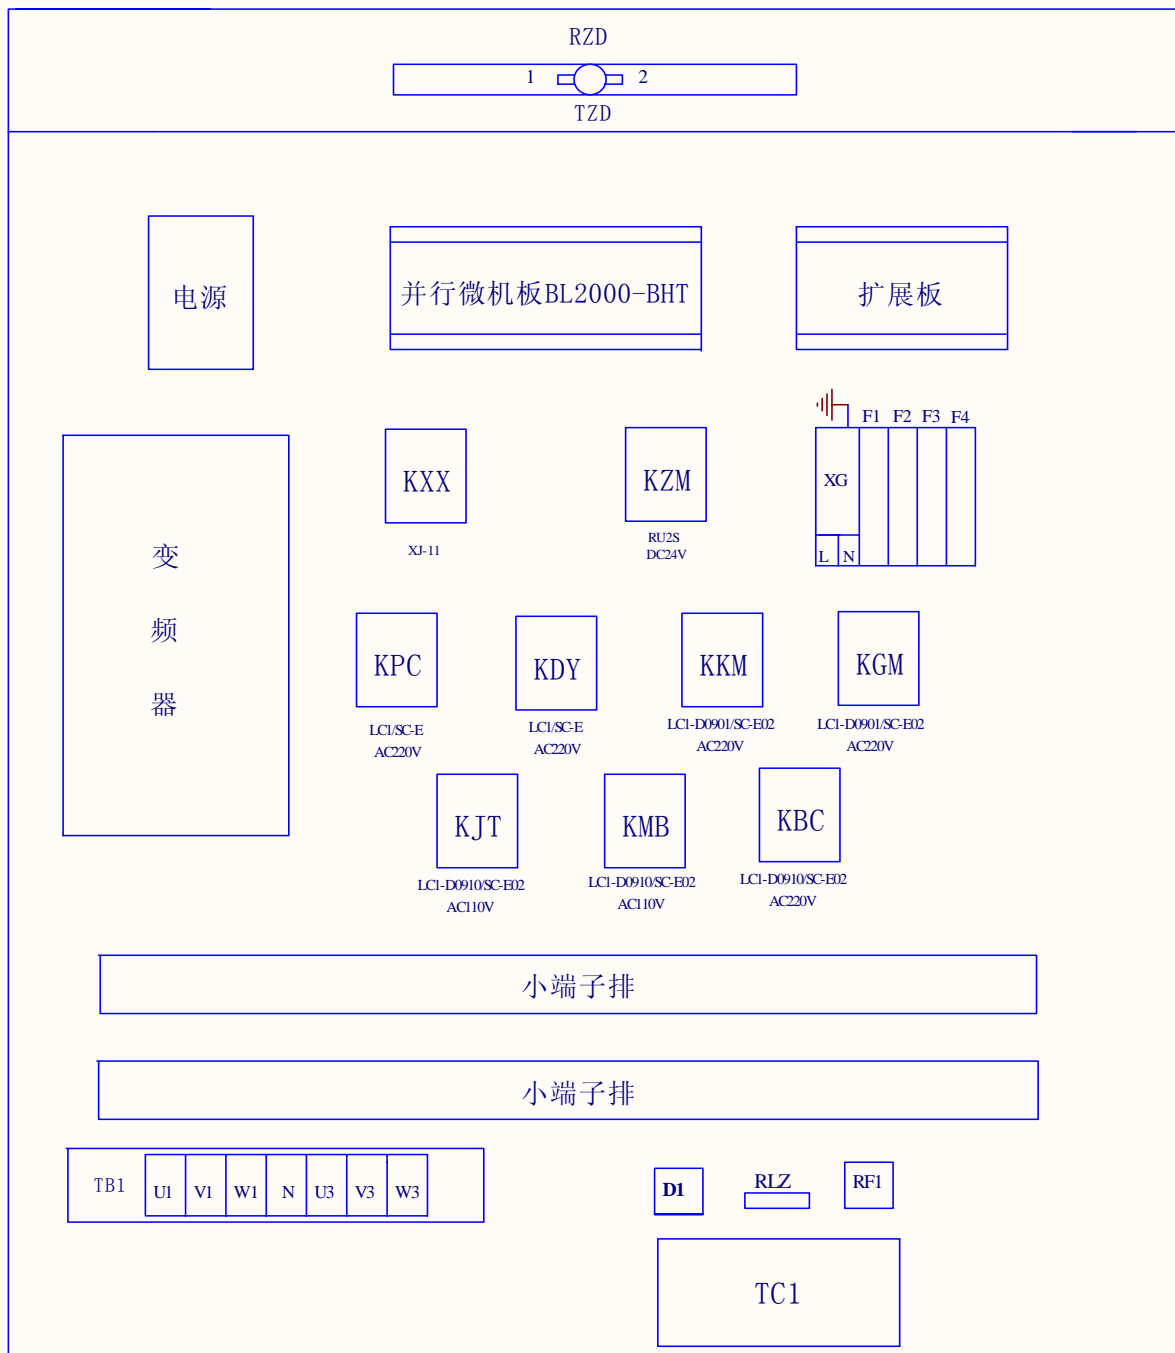 RZD
1 2
TZD
电源
并行微机板BL2000-BHT
扩展板
F1 F2 F3 F4
KXX
XJ-11
KZM
RU2S
DC24V
XG
L N
变
频
器
KPC
LC1/SC-E
AC220V
KDY
LC1/SC-E
AC220V
KKM
LC1-D0901/SC-E02
AC220V
KGM
LC1-D0901/SC-E02
AC220V
KJT
LC1-D0910/SC-E02
AC110V
KMB
LC1-D0910/SC-E02
AC110V
KBC
LC1-D0910/SC-E02
AC220V
小端子排
小端子排
TB1 U1 V1 W1 N U3 V3 W3
D1
RLZ
RF1
TC1